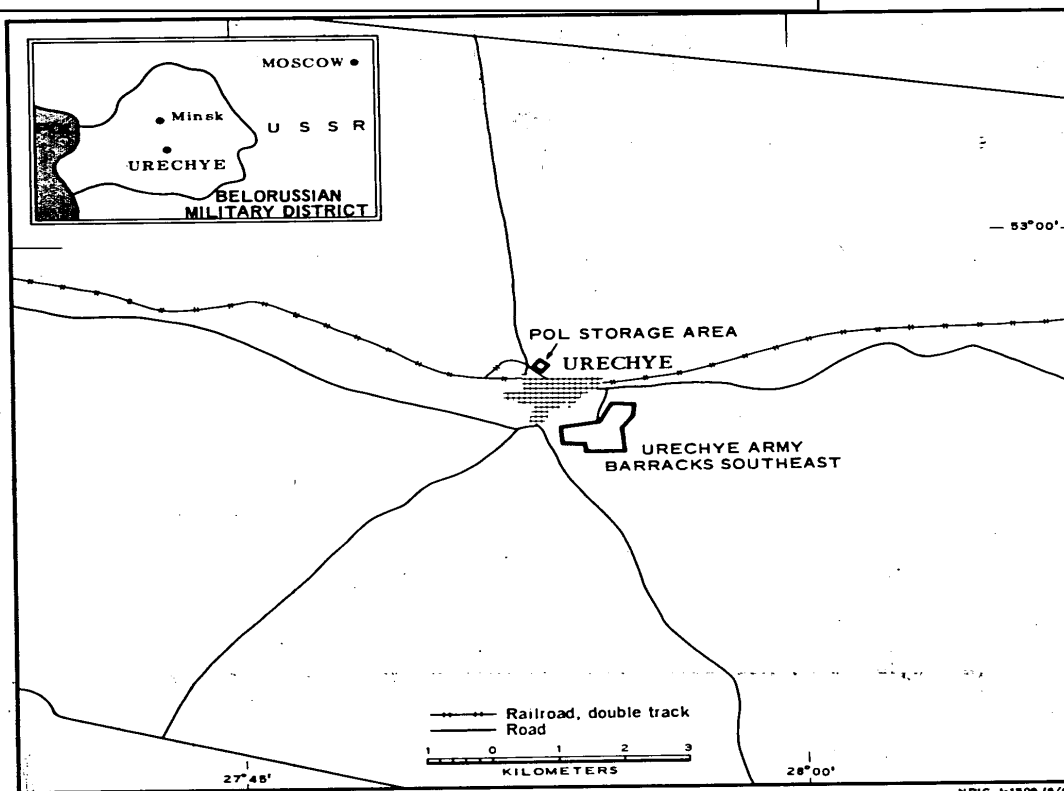 MOSCOW
Minsk
U S S R
URECHYE
BELORUSSIAN
MILITARY DISTRICT
53°00'
POL STORAGE AREA
URECHYE
URECHYE ARMY
BARRACKS SOUTHEAST
Railroad, double track
Road
1 0 1 2 3
KILOMETERS
27°45'
28°00'